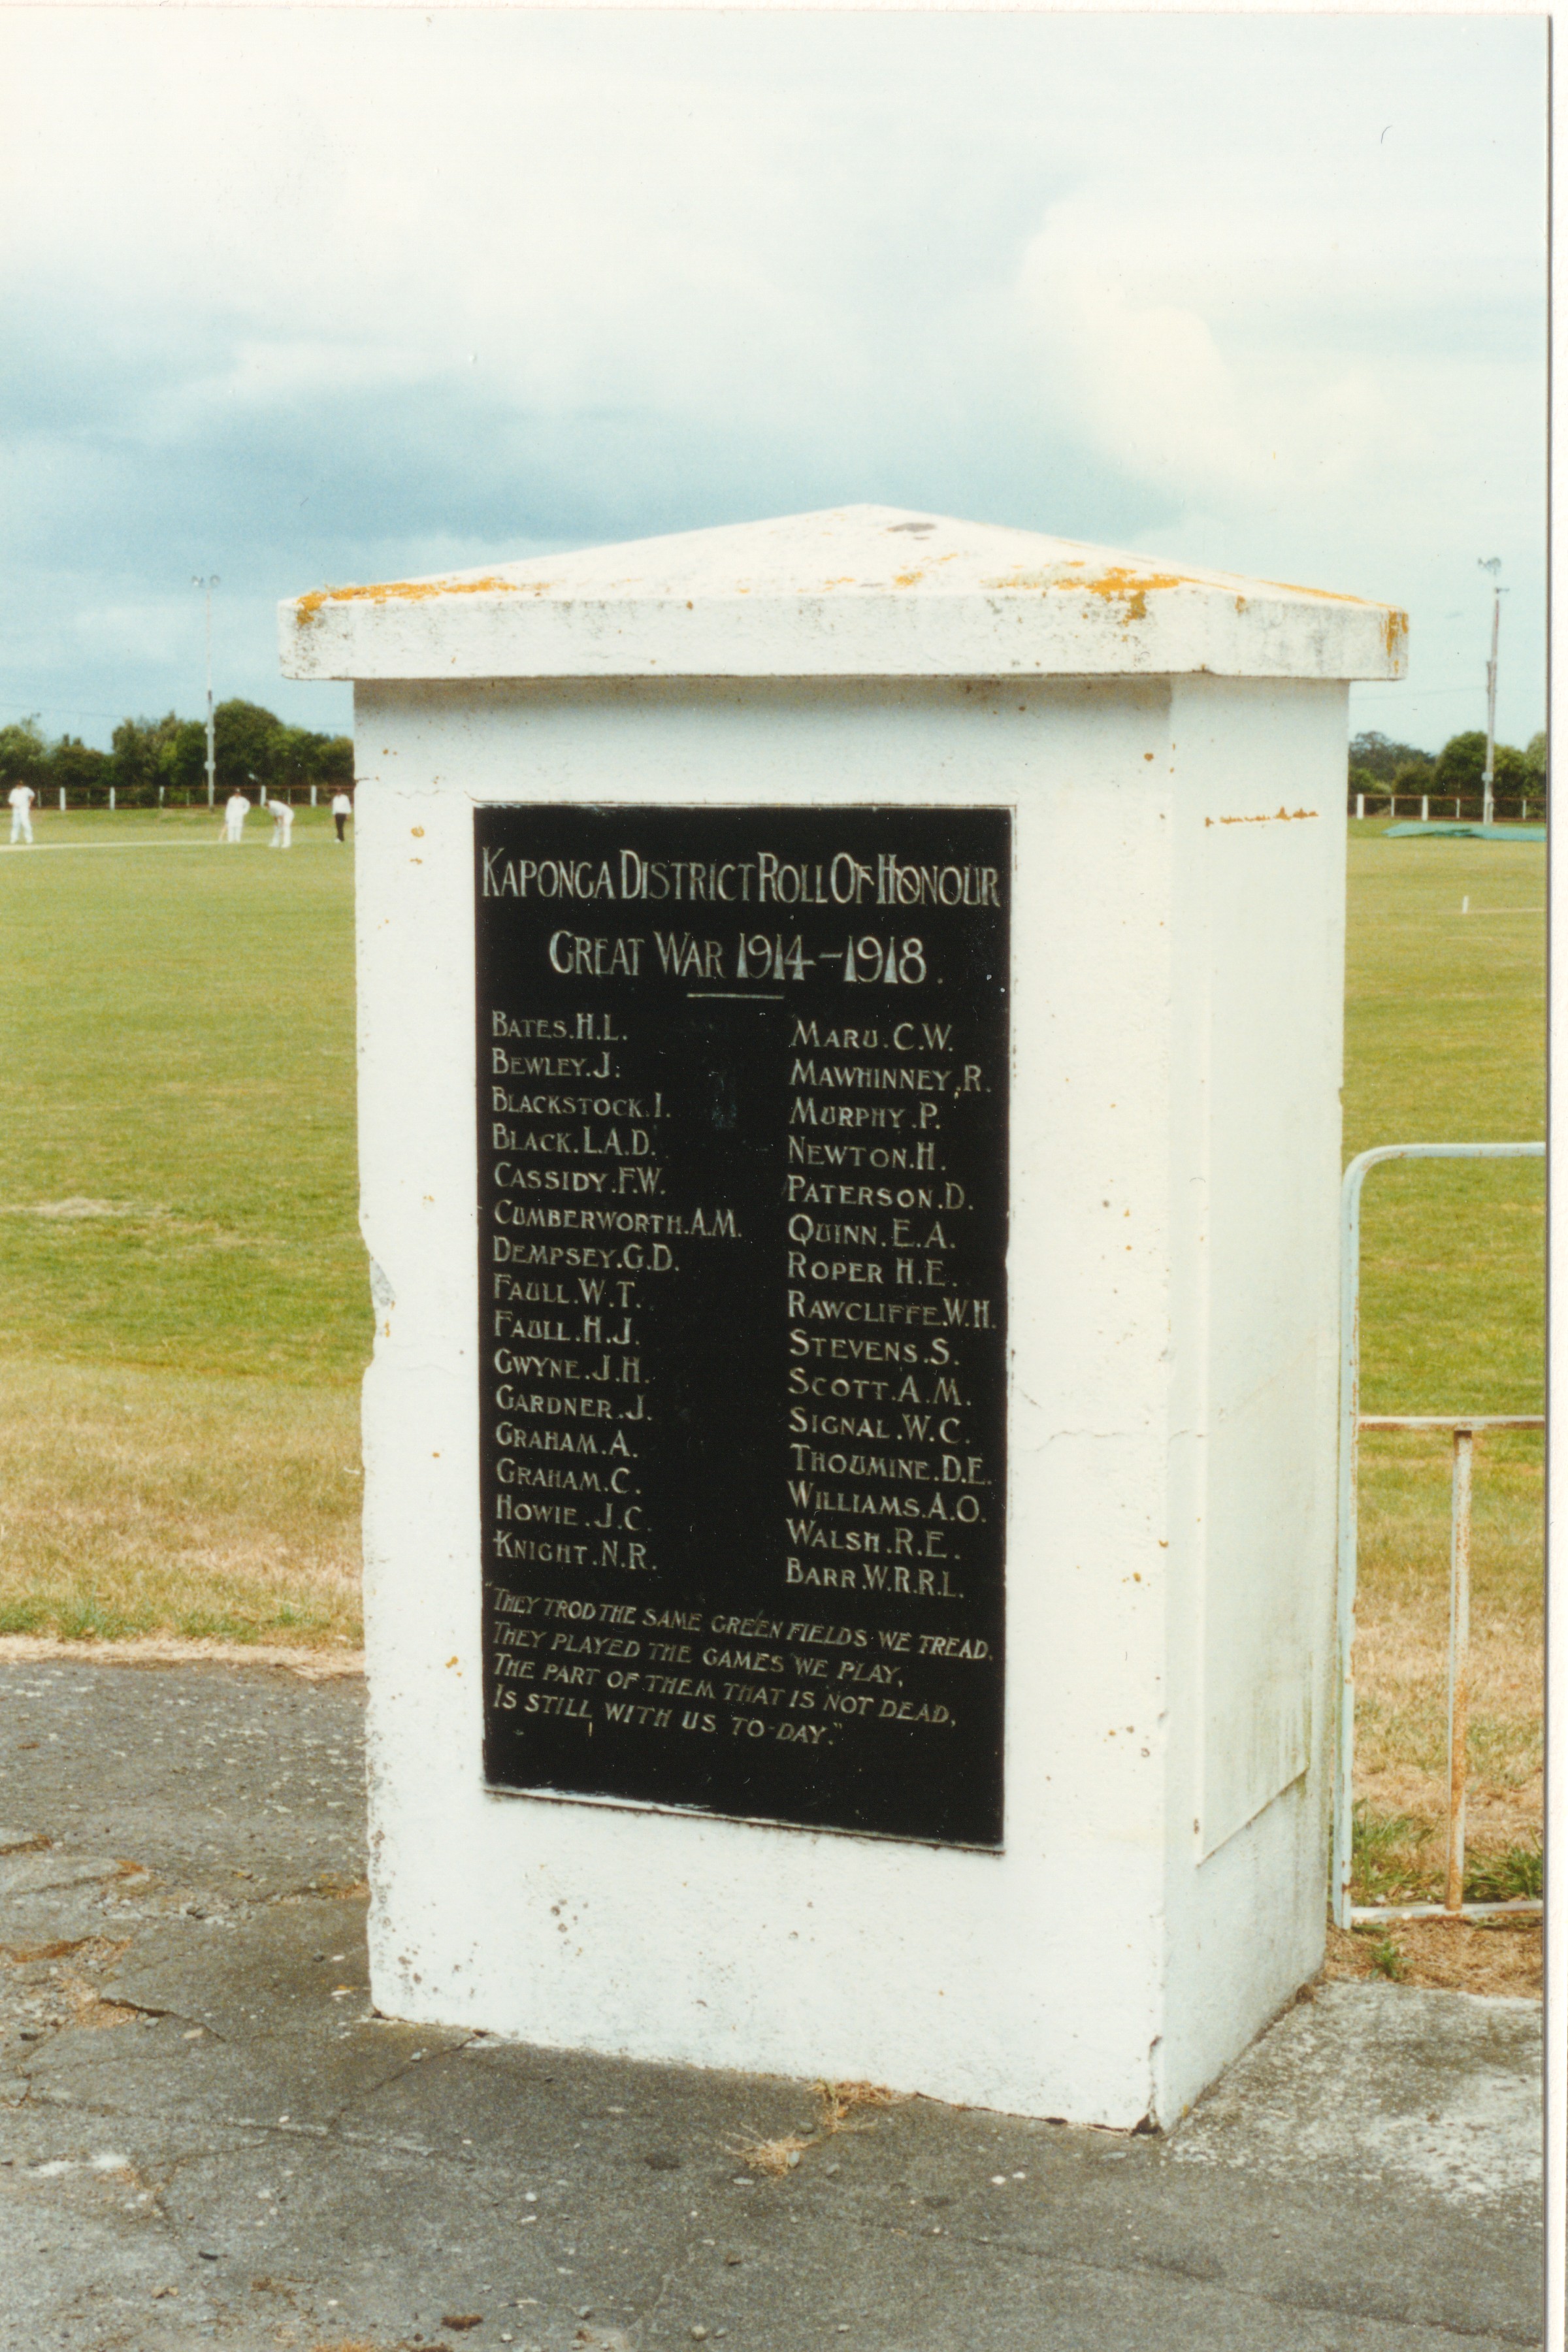 KAPONGA DISTRICT ROLL OF HONOUR
GREAT WAR 1914-1918.
BATES.H.L.
BEWLEY.J.
BLACKSTOCK.I.
BLACK.L.A.D.
CASSIDY.F.W.
CUMBERWORTH.A.M.
DEMPSEY.G.D.
FAULL.W.T.
FAULL.H.J.
GWYNE.J.H.
GARDNER.J.
GRAHAM.A.
GRAHAM.C.
HOWIE.J.C.
KNIGHT.N.R.
MARU.C.W.
MAWHINNEY.R.
MURPHY.P.
NEWTON.H.
PATERSON.D.
QUINN.E.A.
ROPER H.E.
RAWCLIFFE.W.H.
STEVENS.S.
SCOTT.A.M.
SIGNAL.W.C.
THOUMINE.D.E.
WILLIAMS.A.O.
WALSH.R.E.
BARR.W.R.R.L.
"THEY TROD THE SAME GREEN FIELDS WE TREAD,
THEY PLAYED THE GAMES WE PLAY,
THE PART OF THEM THAT IS NOT DEAD,
IS STILL WITH US TO-DAY."